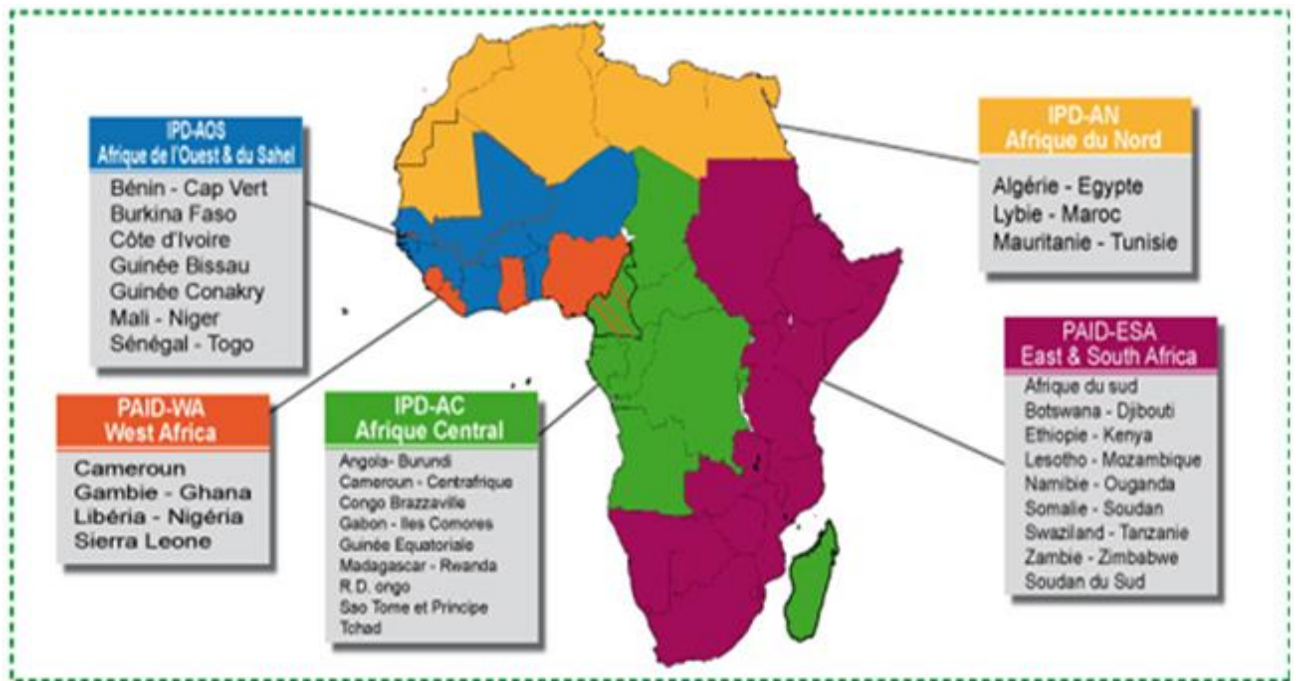 IPD-AOS
Afrique de l'Ouest & du Sahel
Bénin - Cap Vert
Burkina Faso
Côte d'Ivoire
Guinée Bissau
Guinée Conakry
Mali - Niger
Sénégal - Togo
PAID-WA
West Africa
Cameroun
Gambie - Ghana
Libéria - Nigéria
Sierra Leone
IPD-AC
Afrique Central
Angola- Burundi
Cameroun - Centrafrique
Congo Brazzaville
Gabon - Iles Comores
Guinée Equatoriale
Madagascar - Rwanda
R.D. ongo
Sao Tome et Principe
Tchad
IPD-AN
Afrique du Nord
Algérie - Egypte
Lybie - Maroc
Mauritanie - Tunisie
PAID-ESA
East & South Africa
Afrique du sud
Botswana - Djibouti
Ethiopie - Kenya
Lesotho - Mozambique
Namibie - Ouganda
Somalie - Soudan
Swaziland - Tanzanie
Zambie - Zimbabwe
Soudan du Sud